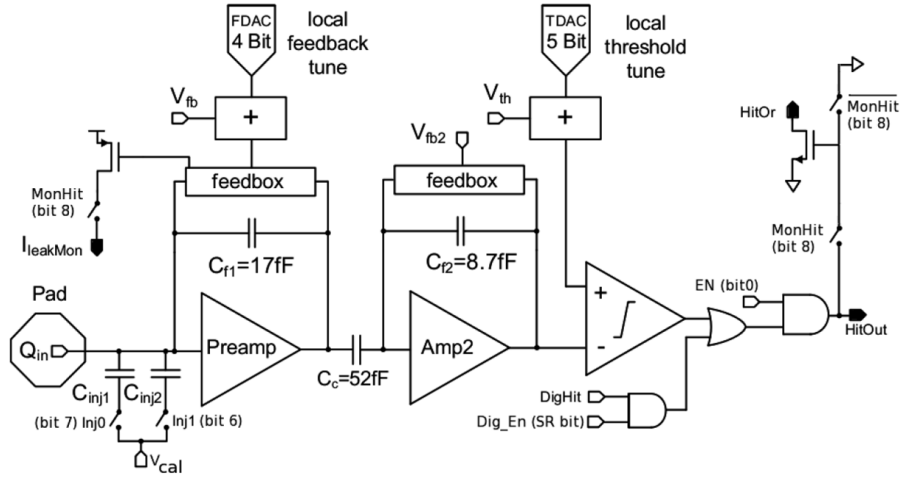 FDAC
4 Bit
local
feedback
tune
TDAC
5 Bit
local
threshold
tune
V_fb
+
V_th
+
V_fb2
HitOr
MonHit
(bit 8)
feedbox
feedbox
MonHit
(bit 8)
I_leakMon
C_f1=17fF
C_f2=8.7fF
MonHit
(bit 8)
Pad
Q_in
Preamp
C_c=52fF
Amp2
+
-
EN (bit0)
HitOut
C_inj1
C_inj2
(bit 7) Inj0
Inj1 (bit 6)
V_cal
DigHit
Dig_En (SR bit)